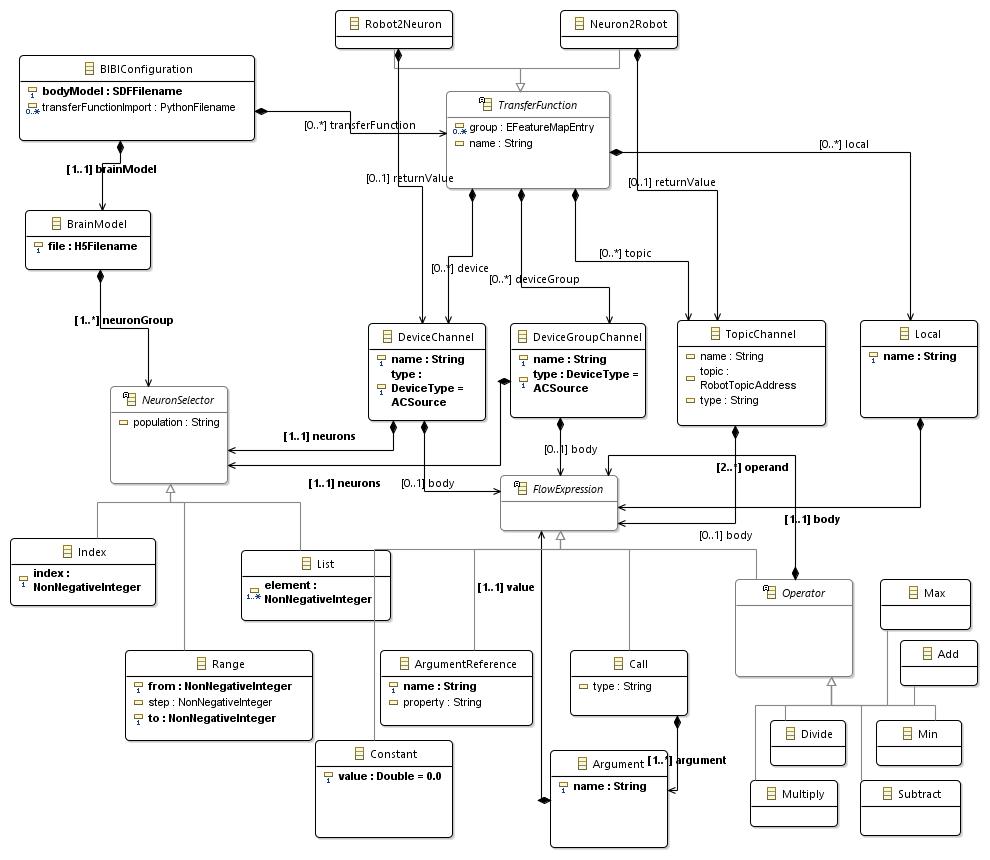 Robot2Neuron
Neuron2Robot
BIBIConfiguration
bodyModel : SDFFilename
0..* transferFunctionImport : PythonFilename
TransferFunction
0..* group : EFeatureMapEntry
name : String
[0..*] transferFunction
[0..*] local
[1..1] brainModel
[0..1] returnValue
[0..1] returnValue
BrainModel
file : H5Filename
[0..*] device
[0..*] deviceGroup
[0..*] topic
[1..*] neuronGroup
DeviceChannel
name : String
type :
DeviceType =
ACSource
DeviceGroupChannel
name : String
type : DeviceType =
ACSource
TopicChannel
name : String
topic :
RobotTopicAddress
type : String
Local
name : String
NeuronSelector
population : String
[1..1] neurons
[0..1] body
[2..*] operand
[1..1] neurons
[0..1] body
FlowExpression
[1..1] body
[0..1] body
Index
index :
NonNegativeInteger
List
element :
1..* NonNegativeInteger
[1..1] value
Operator
Max
Add
Range
from : NonNegativeInteger
step : NonNegativeInteger
to : NonNegativeInteger
ArgumentReference
name : String
property : String
Call
type : String
Constant
value : Double = 0.0
Argument
name : String
[1..*] argument
Divide
Min
Multiply
Subtract